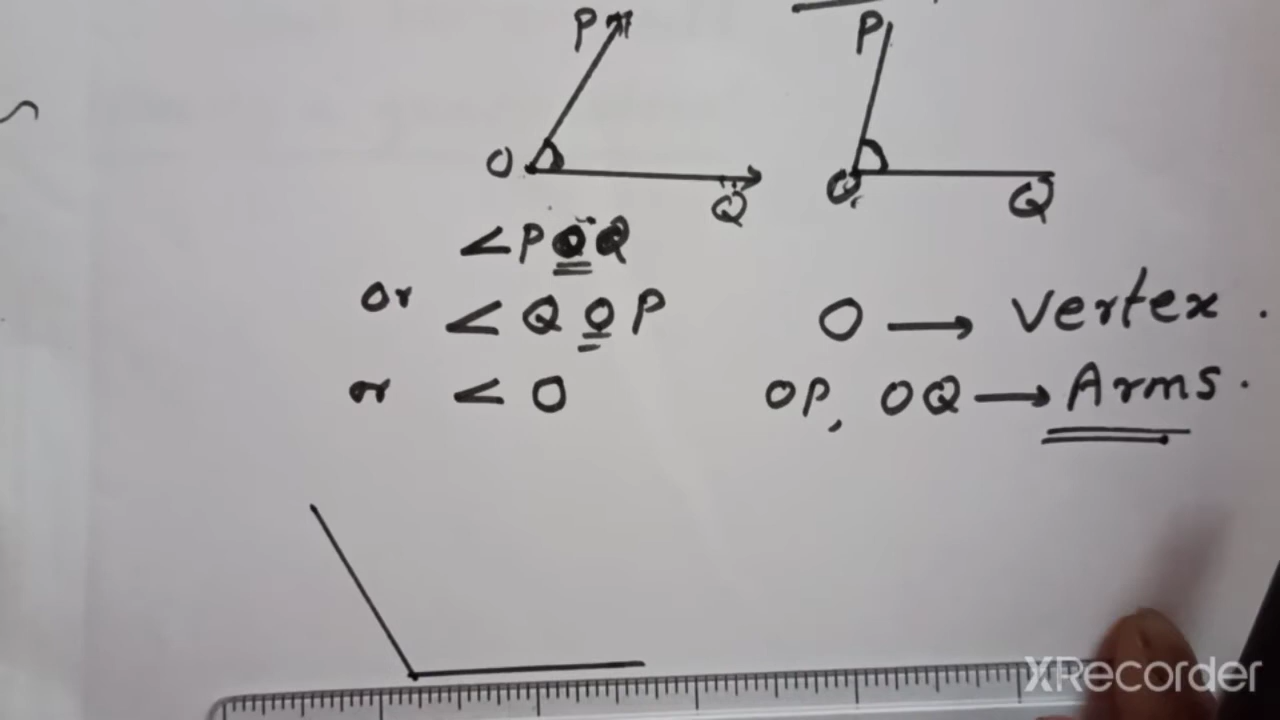 P P
O Q O Q
<POQ
or <QOP O → Vertex.
or <O OP, OQ → Arms.
XRecorder